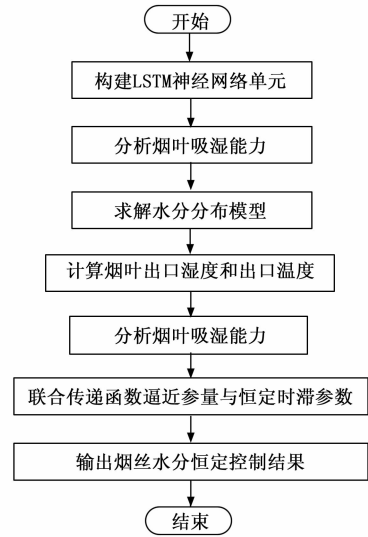 开始
构建LSTM神经网络单元
分析烟叶吸湿能力
求解水分分布模型
计算烟叶出口湿度和出口温度
分析烟叶吸湿能力
联合传递函数逼近参量与恒定时滞参数
输出烟丝水分恒定控制结果
结束